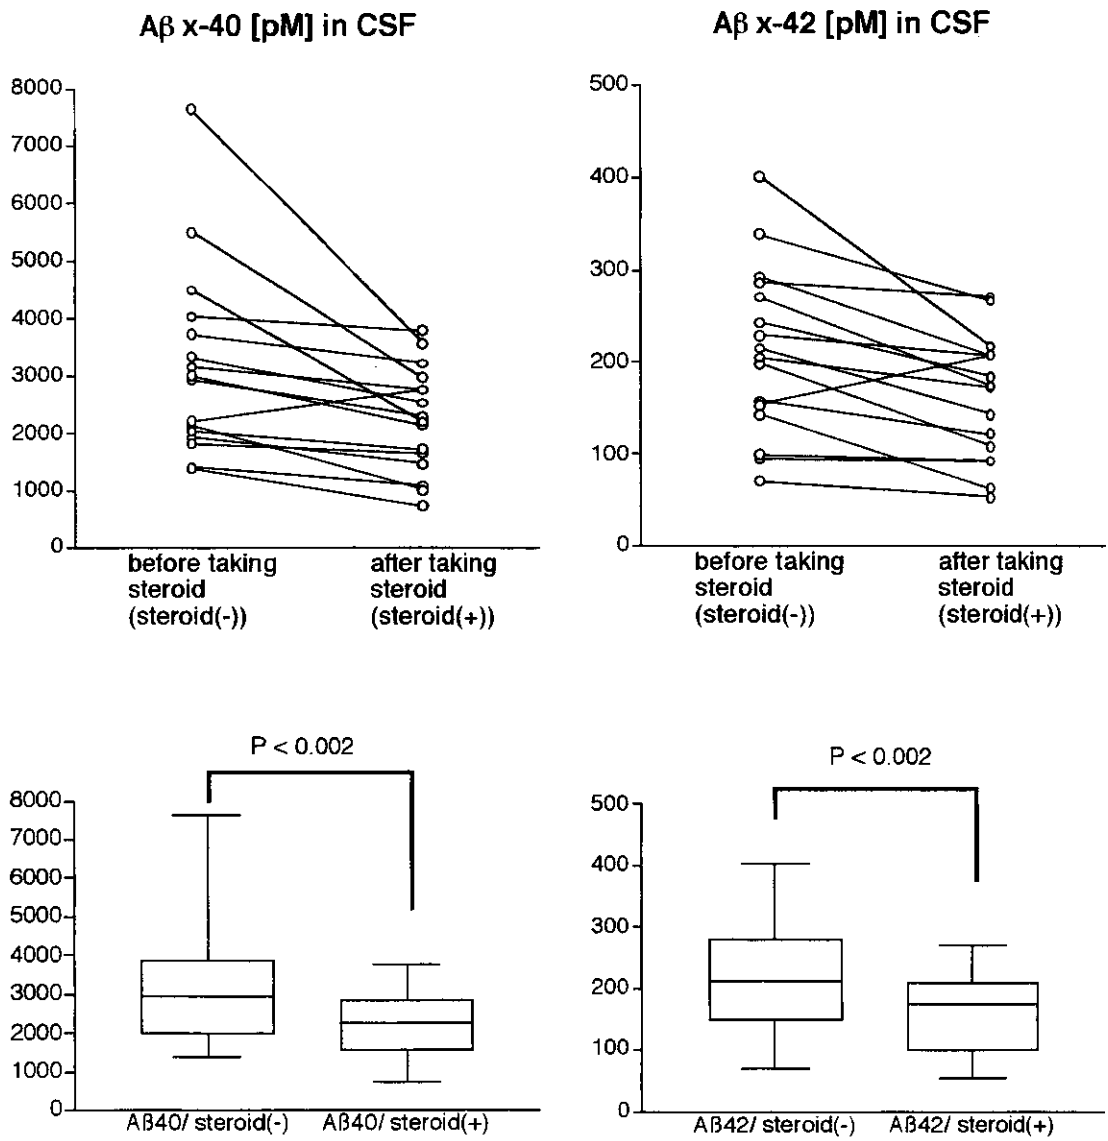 Aβ x-40 [pM] in CSF
8000
7000
6000
5000
4000
3000
2000
1000
0
before taking
steroid
(steroid(-))
after taking
steroid
(steroid(+))
Aβ x-42 [pM] in CSF
500
400
300
200
100
0
before taking
steroid
(steroid(-))
after taking
steroid
(steroid(+))
P < 0.002
8000
7000
6000
5000
4000
3000
2000
1000
0
Aβ40/ steroid(-)
Aβ40/ steroid(+)
P < 0.002
500
400
300
200
100
0
Aβ42/ steroid(-)
Aβ42/ steroid(+)